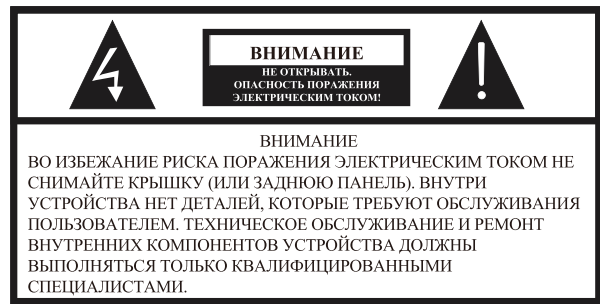 ВНИМАНИЕ
НЕ ОТКРЫВАТЬ.
ОПАСНОСТЬ ПОРАЖЕНИЯ
ЭЛЕКТРИЧЕСКИМ ТОКОМ!
ВНИМАНИЕ
ВО ИЗБЕЖАНИЕ РИСКА ПОРАЖЕНИЯ ЭЛЕКТРИЧЕСКИМ ТОКОМ НЕ
СНИМАЙТЕ КРЫШКУ (ИЛИ ЗАДНЮЮ ПАНЕЛЬ). ВНУТРИ
УСТРОЙСТВА НЕТ ДЕТАЛЕЙ, КОТОРЫЕ ТРЕБУЮТ ОБСЛУЖИВАНИЯ
ПОЛЬЗОВАТЕЛЕМ. ТЕХНИЧЕСКОЕ ОБСЛУЖИВАНИЕ И РЕМОНТ
ВНУТРЕННИХ КОМПОНЕНТОВ УСТРОЙСТВА ДОЛЖНЫ
ВЫПОЛНЯТЬСЯ ТОЛЬКО КВАЛИФИЦИРОВАННЫМИ
СПЕЦИАЛИСТАМИ.